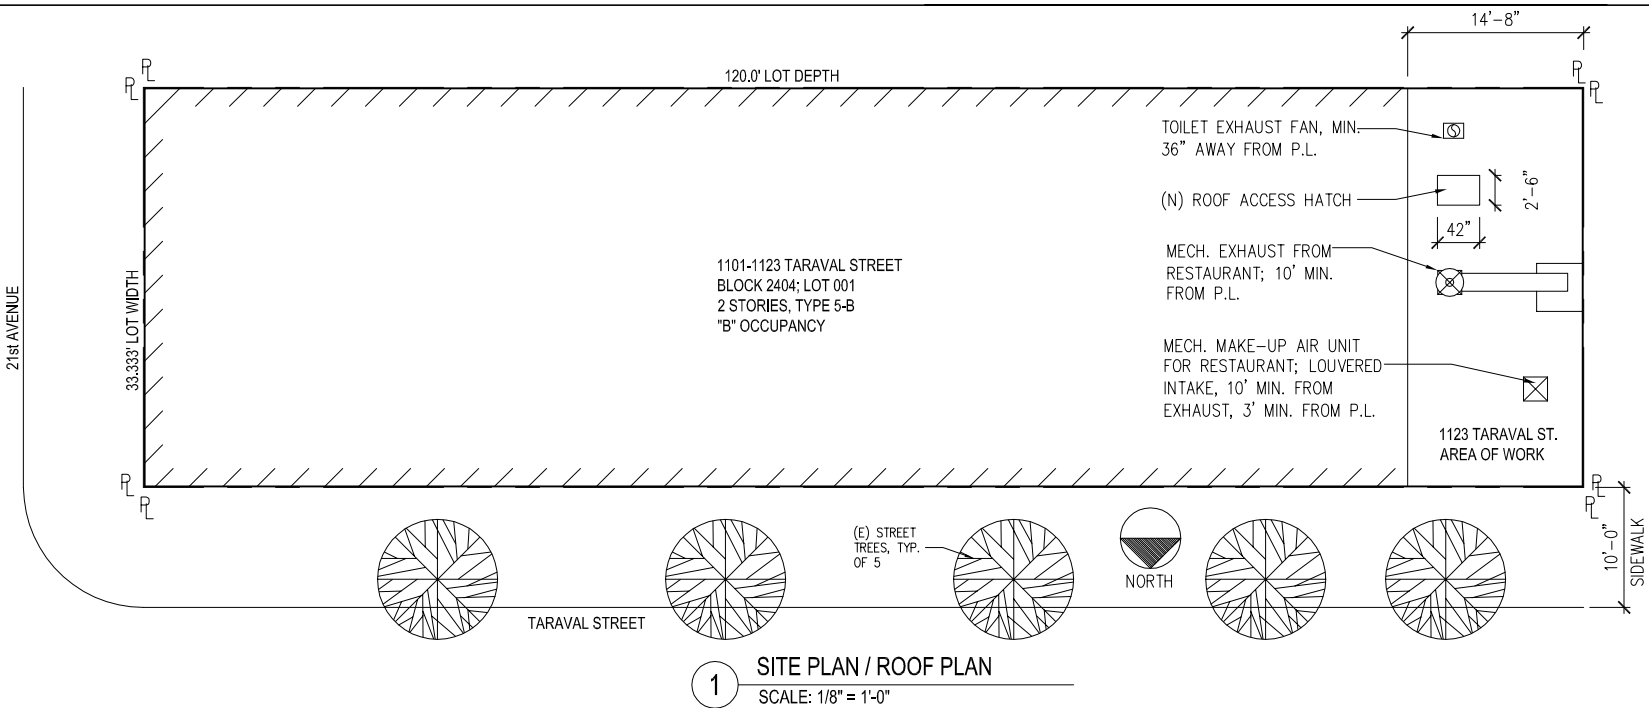 14'-8"
120.0' LOT DEPTH
PL
PL
PL
PL
TOILET EXHAUST FAN, MIN.
36" AWAY FROM P.L.
(N) ROOF ACCESS HATCH
2'-6"
42"
MECH. EXHAUST FROM
RESTAURANT; 10' MIN.
FROM P.L.
1101-1123 TARAVAL STREET
BLOCK 2404; LOT 001
2 STORIES, TYPE 5-B
"B" OCCUPANCY
21st AVENUE
33.333' LOT WIDTH
MECH. MAKE-UP AIR UNIT
FOR RESTAURANT; LOUVERED
INTAKE, 10' MIN. FROM
EXHAUST, 3' MIN. FROM P.L.
1123 TARAVAL ST.
AREA OF WORK
PL
PL
PL
PL
(E) STREET
TREES, TYP.
OF 5
NORTH
10'-0"
SIDEWALK
TARAVAL STREET
1
SITE PLAN / ROOF PLAN
SCALE: 1/8" = 1'-0"